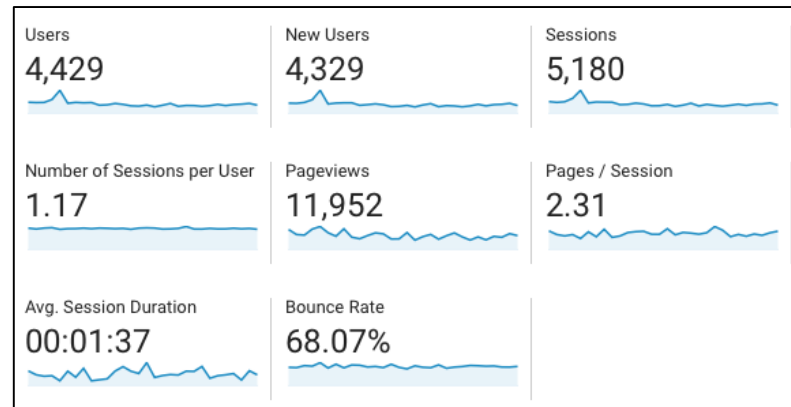 Users
4,429
New Users
4,329
Sessions
5,180
Number of Sessions per User
1.17
Pageviews
11,952
Pages / Session
2.31
Avg. Session Duration
00:01:37
Bounce Rate
68.07%